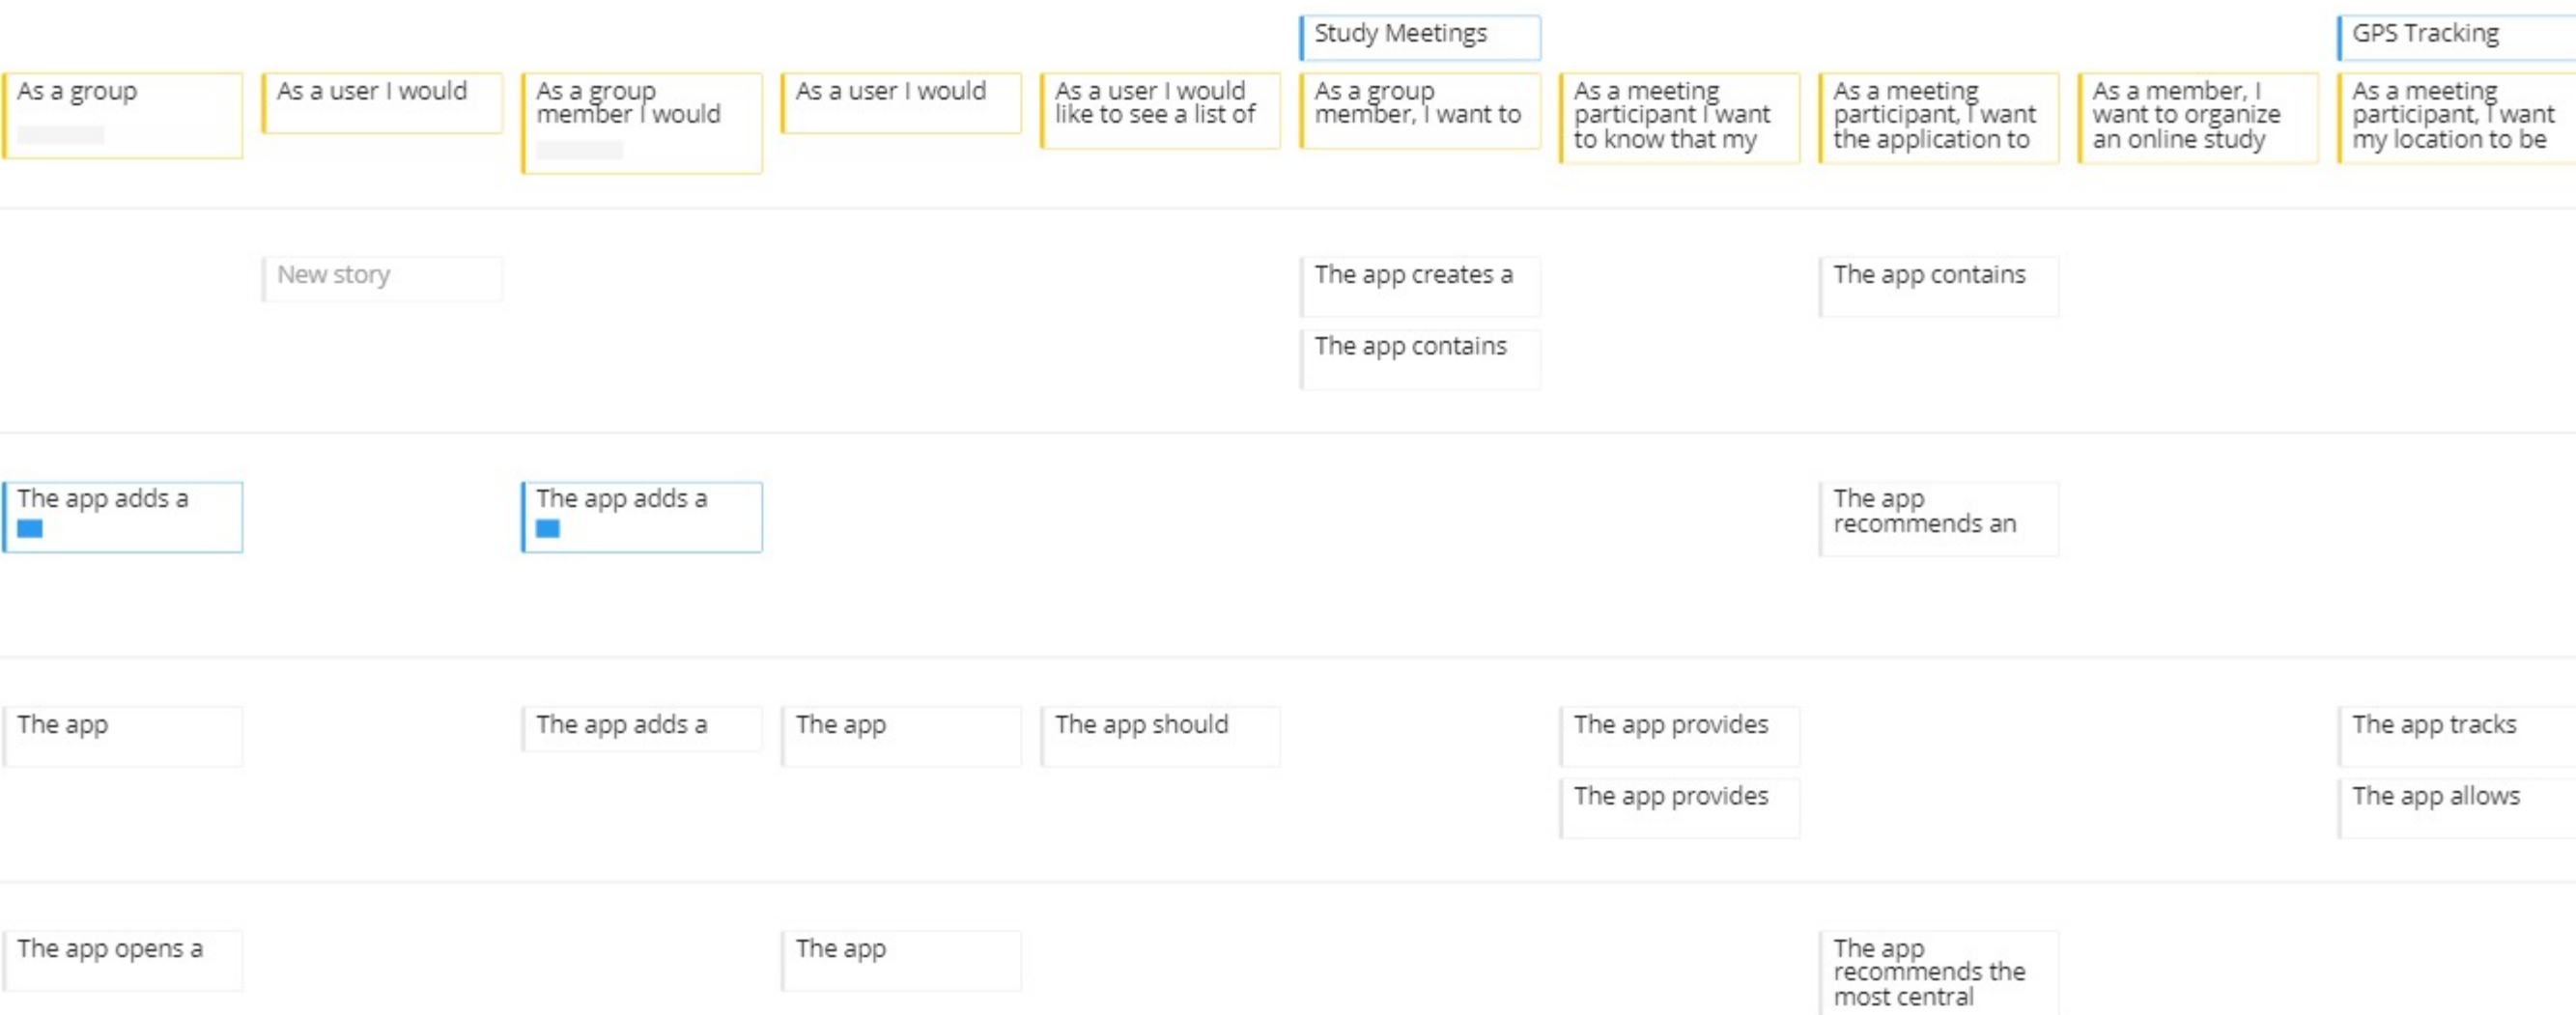 Study Meetings
GPS Tracking
As a group
As a user I would
As a group
member I would
As a user I would
As a user I would
like to see a list of
As a group
member, I want to
As a meeting
participant I want
to know that my
As a meeting
participant, I want
the application to
As a member, I
want to organize
an online study
As a meeting
participant, I want
my location to be
New story
The app creates a
The app contains
The app contains
The app adds a
The app adds a
The app
recommends an
The app
The app adds a
The app
The app should
The app provides
The app tracks
The app provides
The app allows
The app opens a
The app
The app
recommends the
most central